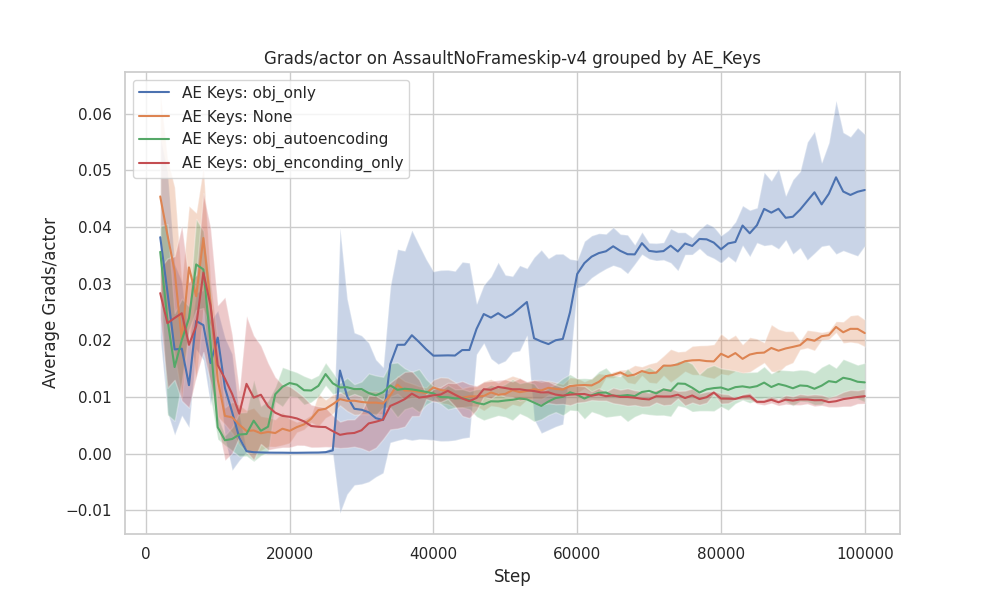 Grads/actor on AssaultNoFrameskip-v4 grouped by AE_Keys
AE Keys: obj_only
AE Keys: None
AE Keys: obj_autoencoding
AE Keys: obj_enconding_only
Average Grads/actor
0.06
0.05
0.04
0.03
0.02
0.01
0.00
−0.01
0
20000
40000
60000
80000
100000
Step